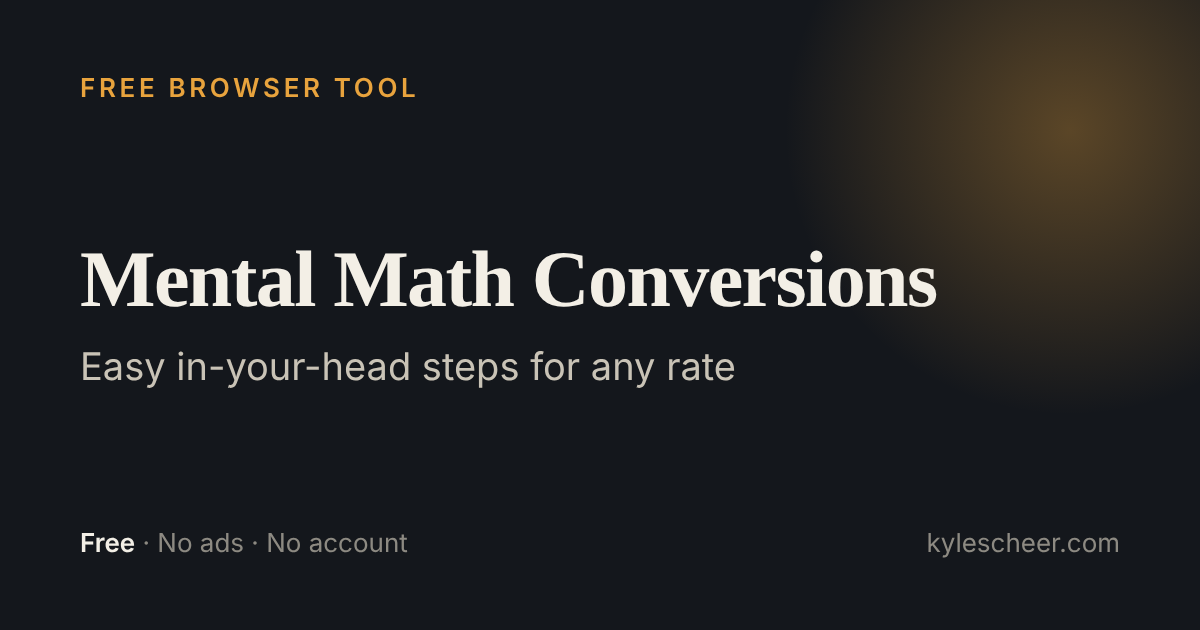 FREE BROWSER TOOL
Mental Math Conversions
Easy in-your-head steps for any rate
Free · No ads · No account
kylescheer.com